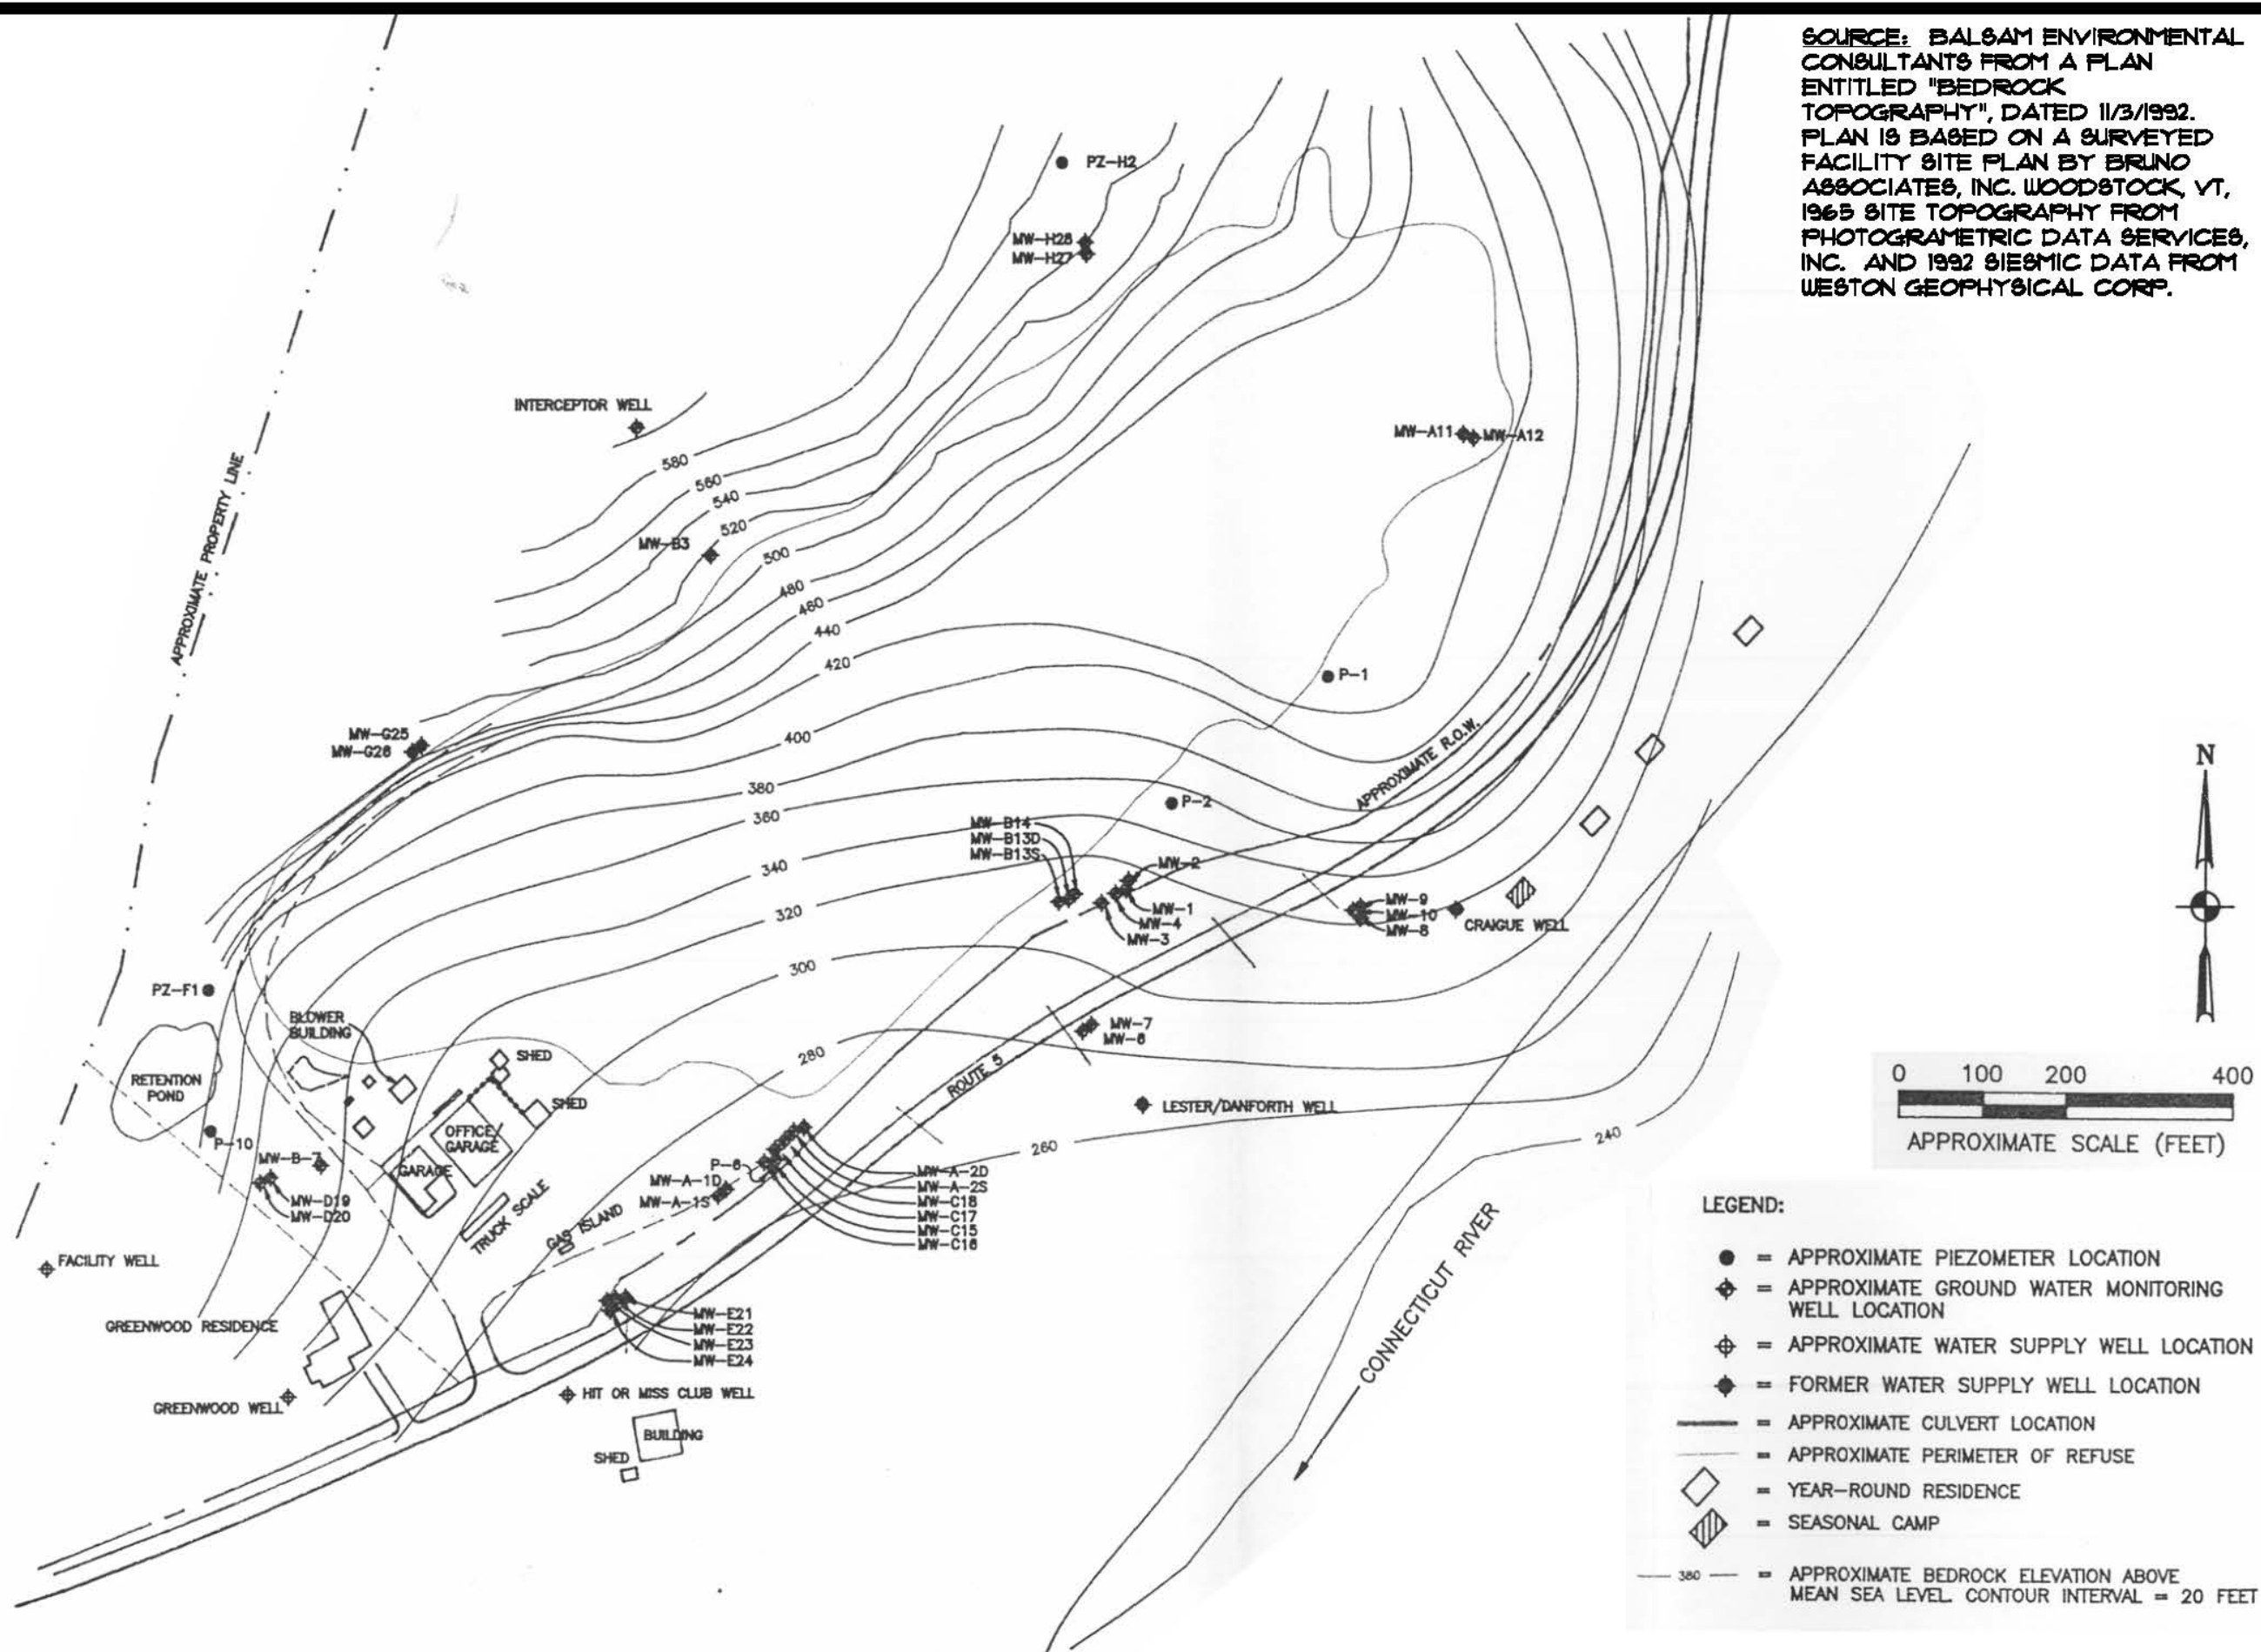 SOURCE: BALSAM ENVIRONMENTAL
CONSULTANTS FROM A PLAN
ENTITLED "BEDROCK
TOPOGRAPHY", DATED 11/3/1992.
PLAN IS BASED ON A SURVEYED
FACILITY SITE PLAN BY BRUNO
ASSOCIATES, INC. WOODSTOCK, VT,
1965 SITE TOPOGRAPHY FROM
PHOTOGRAMETRIC DATA SERVICES,
INC. AND 1992 SIESMIC DATA FROM
WESTON GEOPHYSICAL CORP.
PZ-H2
MW-H28
MW-H27
INTERCEPTOR WELL
MW-A11
MW-A12
580
560
540
520
500
480
460
440
420
400
380
360
340
320
300
280
260
240
MW-B3
APPROXIMATE PROPERTY LINE
P-1
MW-G25
MW-G26
APPROXIMATE R.O.W.
P-2
MW-B14
MW-B13D
MW-B13S
MW-2
MW-1
MW-4
MW-3
MW-9
MW-10
MW-8
CRAIGUE WELL
N
PZ-F1
BLOWER
BUILDING
SHED
RETENTION
POND
SHED
OFFICE/
GARAGE
GARAGE
P-10
MW-B-7
MW-D19
MW-D20
TRUCK SCALE
GAS ISLAND
MW-7
MW-6
ROUTE 5
LESTER/DANFORTH WELL
P-6
MW-A-1D
MW-A-1S
MW-A-2D
MW-A-2S
MW-C18
MW-C17
MW-C15
MW-C16
FACILITY WELL
GREENWOOD RESIDENCE
GREENWOOD WELL
MW-E21
MW-E22
MW-E23
MW-E24
HIT OR MISS CLUB WELL
BUILDING
SHED
CONNECTICUT RIVER
0 100 200 400
APPROXIMATE SCALE (FEET)
LEGEND:
= APPROXIMATE PIEZOMETER LOCATION
= APPROXIMATE GROUND WATER MONITORING
WELL LOCATION
= APPROXIMATE WATER SUPPLY WELL LOCATION
= FORMER WATER SUPPLY WELL LOCATION
= APPROXIMATE CULVERT LOCATION
= APPROXIMATE PERIMETER OF REFUSE
= YEAR-ROUND RESIDENCE
= SEASONAL CAMP
380 = APPROXIMATE BEDROCK ELEVATION ABOVE
MEAN SEA LEVEL. CONTOUR INTERVAL = 20 FEET